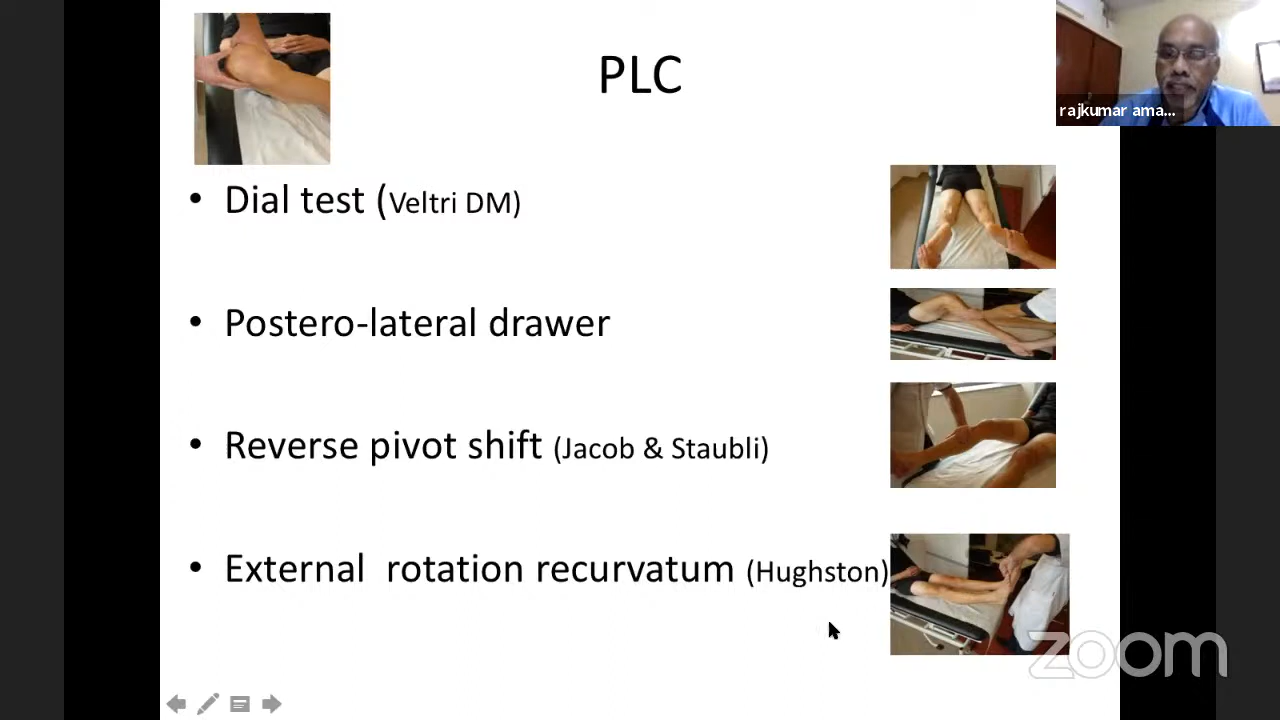 PLC
rajkumar ama...
• Dial test (Veltri DM)
• Postero-lateral drawer
• Reverse pivot shift (Jacob & Staubli)
• External rotation recurvatum (Hughston)
zoom